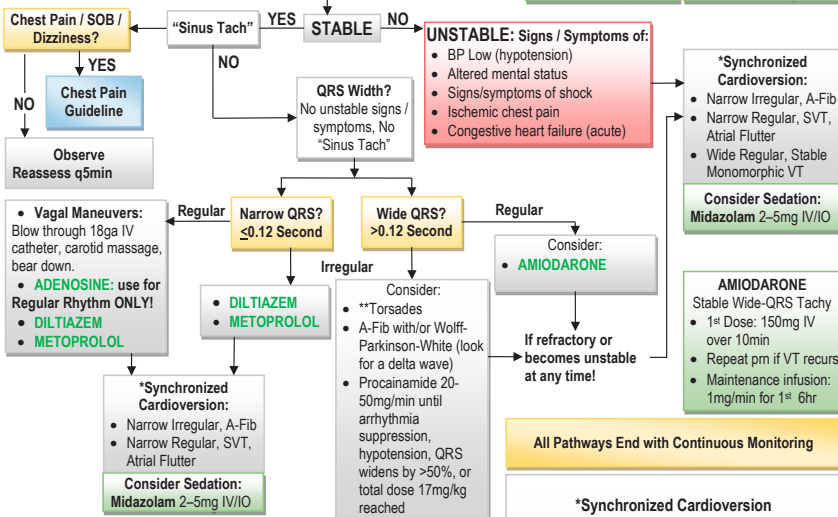 Chest Pain / SOB /
Dizziness?
"Sinus Tach"
YES
STABLE
NO
YES
NO
Chest Pain
Guideline
NO
Observe
Reassess q5min
QRS Width?
No unstable signs /
symptoms, No
"Sinus Tach"
UNSTABLE: Signs / Symptoms of:
• BP Low (hypotension)
• Altered mental status
• Signs/symptoms of shock
• Ischemic chest pain
• Congestive heart failure (acute)
*Synchronized
Cardioversion:
• Narrow Irregular, A-Fib
• Narrow Regular, SVT,
Atrial Flutter
• Wide Regular, Stable
Monomorphic VT
Consider Sedation:
Midazolam 2–5mg IV/IO
Narrow QRS?
≤0.12 Second
Wide QRS?
>0.12 Second
Regular
Regular
Irregular
• Vagal Maneuvers:
Blow through 18ga IV
catheter, carotid massage,
bear down.
• ADENOSINE: use for
Regular Rhythm ONLY!
• DILTIAZEM
• METOPROLOL
• DILTIAZEM
• METOPROLOL
Consider:
• AMIODARONE
Consider:
• **Torsades
• A-Fib with/or Wolff-
Parkinson-White (look
for a delta wave)
• Procainamide 20-
50mg/min until
arrhythmia
suppression,
hypotension, QRS
widens by >50%, or
total dose 17mg/kg
reached
If refractory or
becomes unstable
at any time!
AMIODARONE
Stable Wide-QRS Tachy
• 1st Dose: 150mg IV
over 10min
• Repeat prn if VT recurs
• Maintenance infusion:
1mg/min for 1st 6hr
*Synchronized
Cardioversion:
• Narrow Irregular, A-Fib
• Narrow Regular, SVT,
Atrial Flutter
Consider Sedation:
Midazolam 2–5mg IV/IO
All Pathways End with Continuous Monitoring
*Synchronized Cardioversion